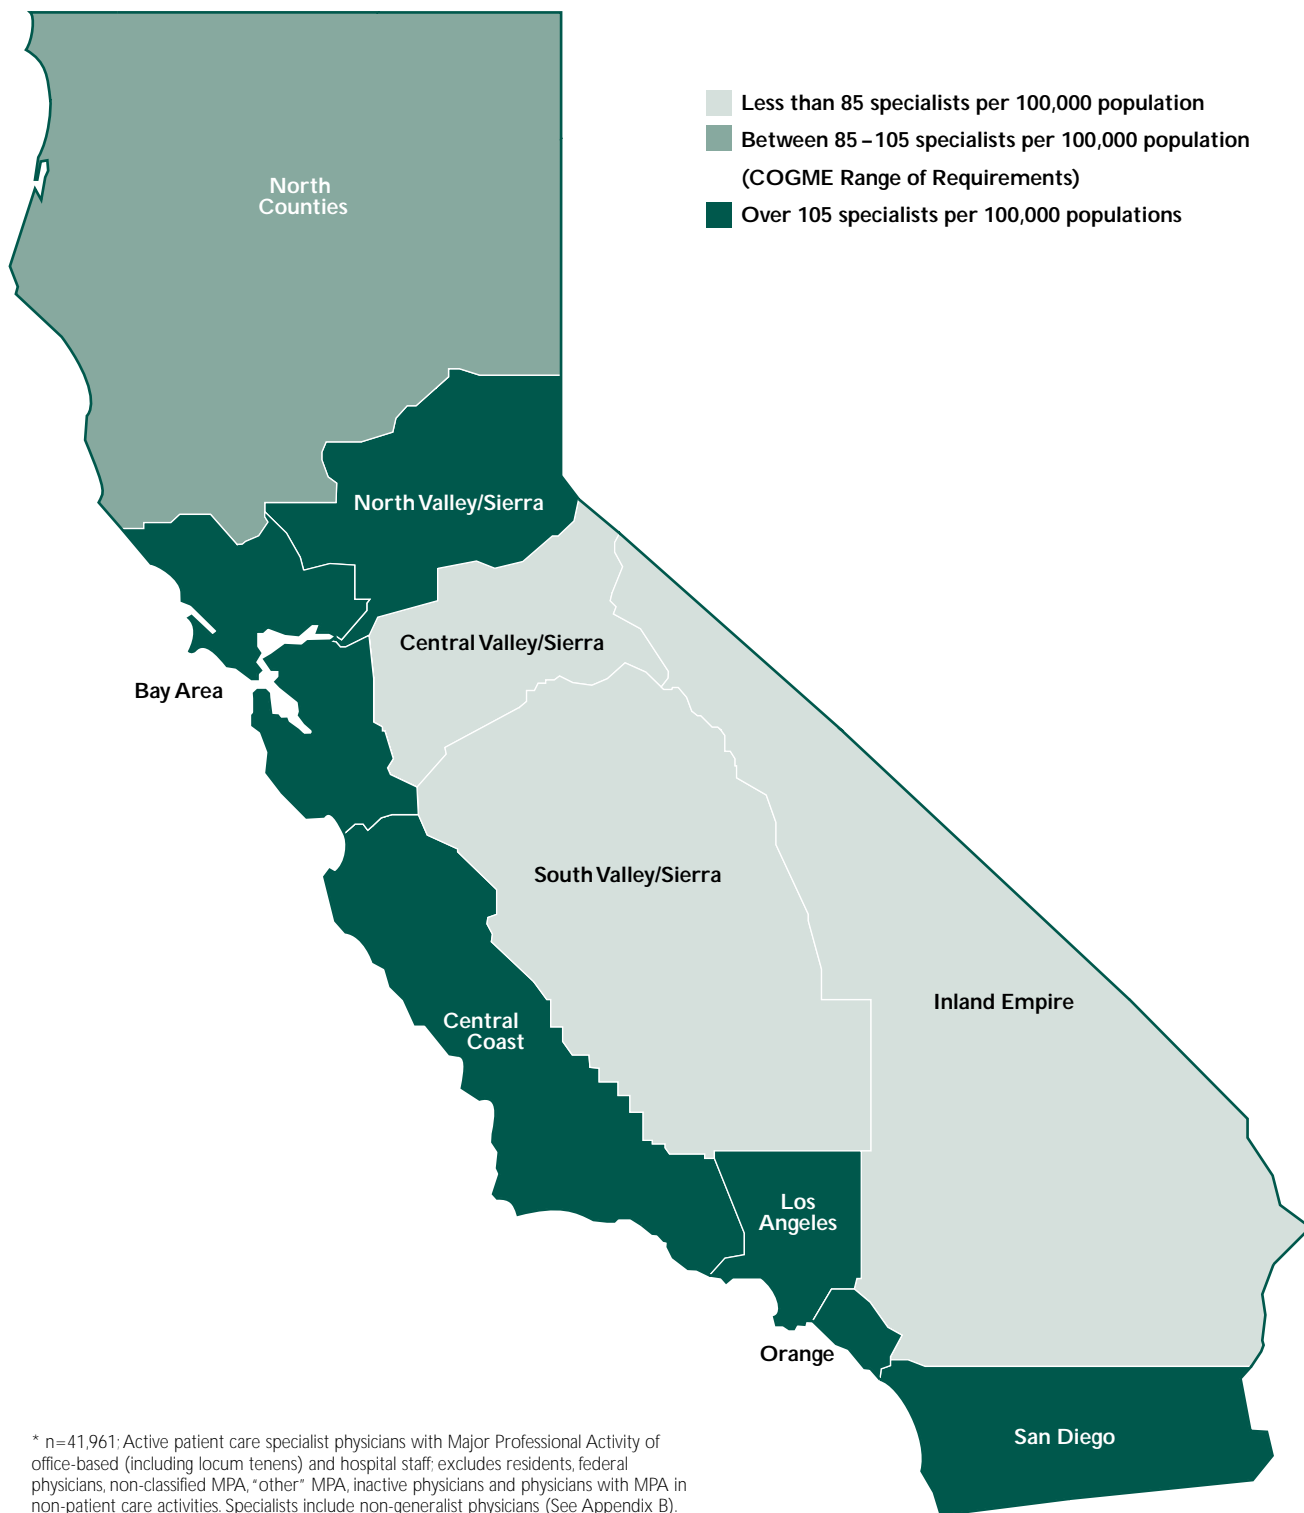 Less than 85 specialists per 100,000 population
Between 85–105 specialists per 100,000 population
(COGME Range of Requirements)
Over 105 specialists per 100,000 populations
North
Counties
North Valley/Sierra
Central Valley/Sierra
Bay Area
South Valley/Sierra
Inland Empire
Central
Coast
Los
Angeles
Orange
San Diego
* n=41,961; Active patient care specialist physicians with Major Professional Activity of
office-based (including locum tenens) and hospital staff; excludes residents, federal
physicians, non-classified MPA, “other” MPA, inactive physicians and physicians with MPA in
non-patient care activities. Specialists include non-generalist physicians (See Appendix B).